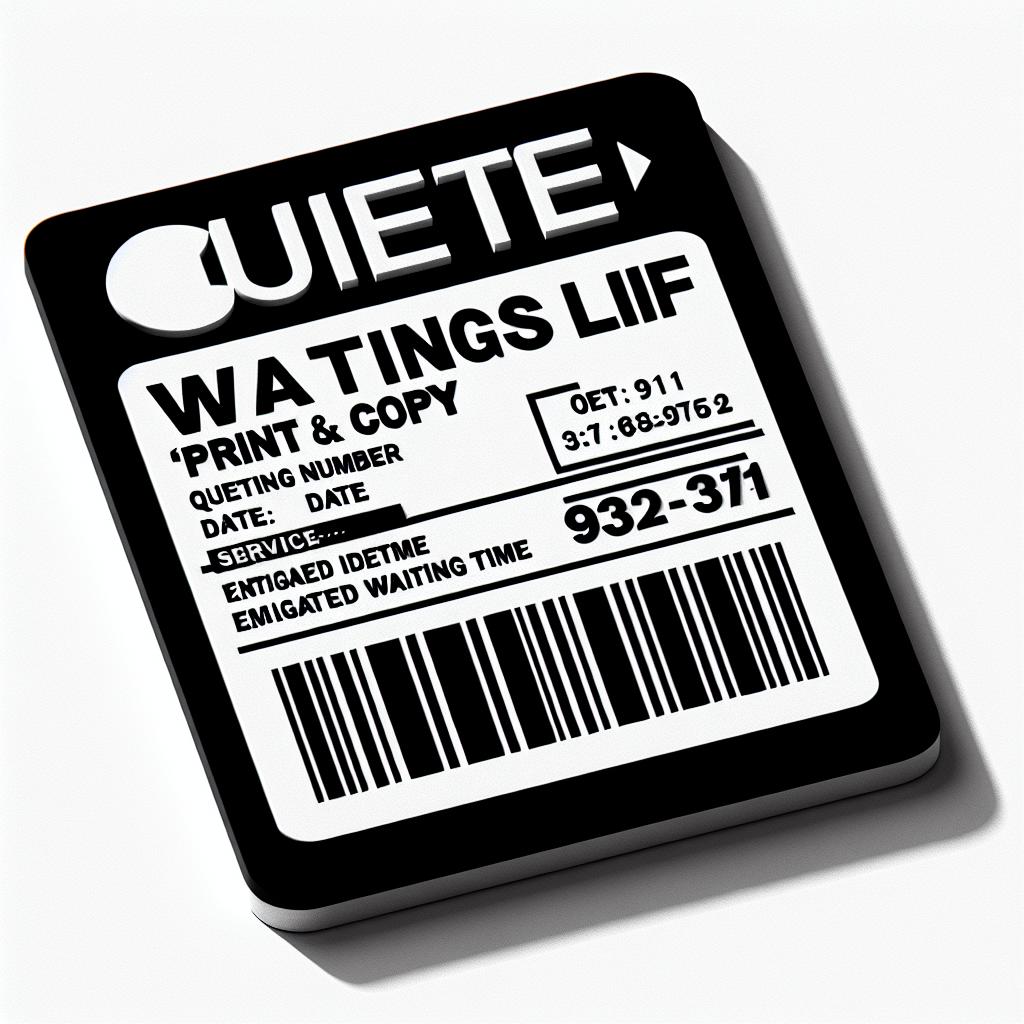 QUIETE
WATINGS LIIF
'PRINT & COPY
OET: 911
3:7:68-9762
QUETING NUMBER
DATE: DATE
SERVICE....
932-371
ENTIGAED IDETME
EMIGATED WAITING TIME